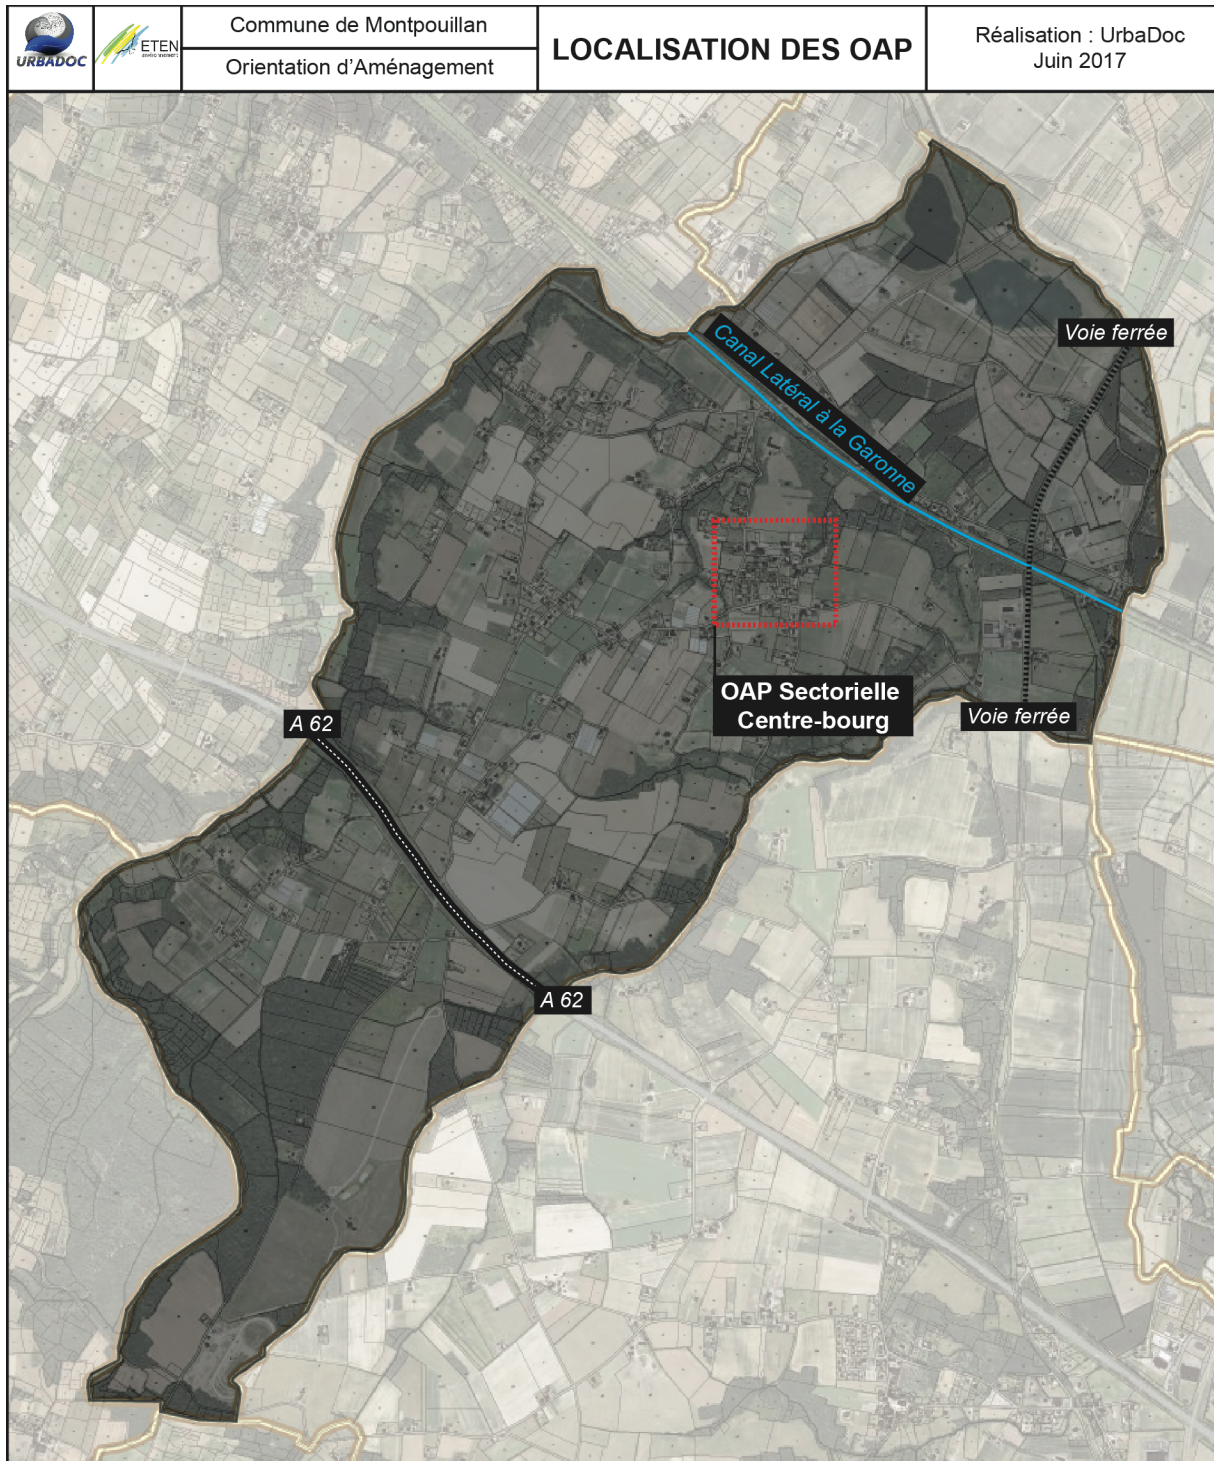 URBADOC
ETEN
environnement
Commune de Montpouillan
Orientation d'Aménagement
LOCALISATION DES OAP
Réalisation : UrbaDoc
Juin 2017
Voie ferrée
Canal Latéral à la Garonne
OAP Sectorielle
Centre-bourg
Voie ferrée
A 62
A 62